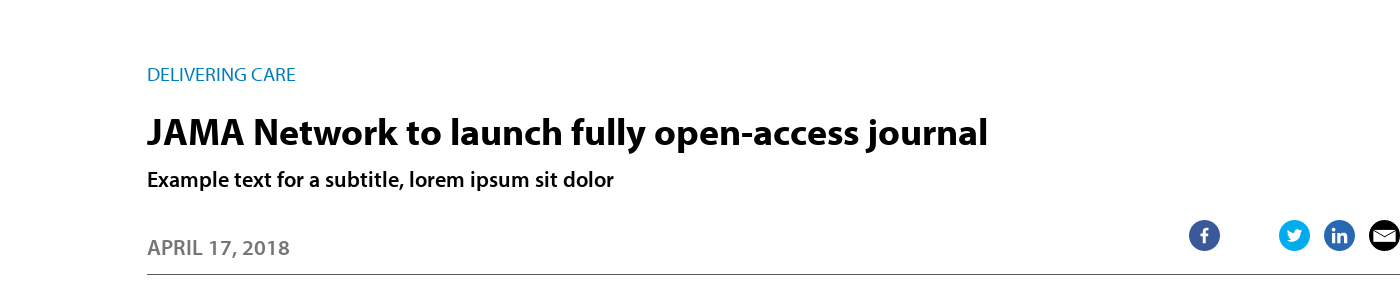 DELIVERING CARE
JAMA Network to launch fully open-access journal
Example text for a subtitle, lorem ipsum sit dolor
APRIL 17, 2018